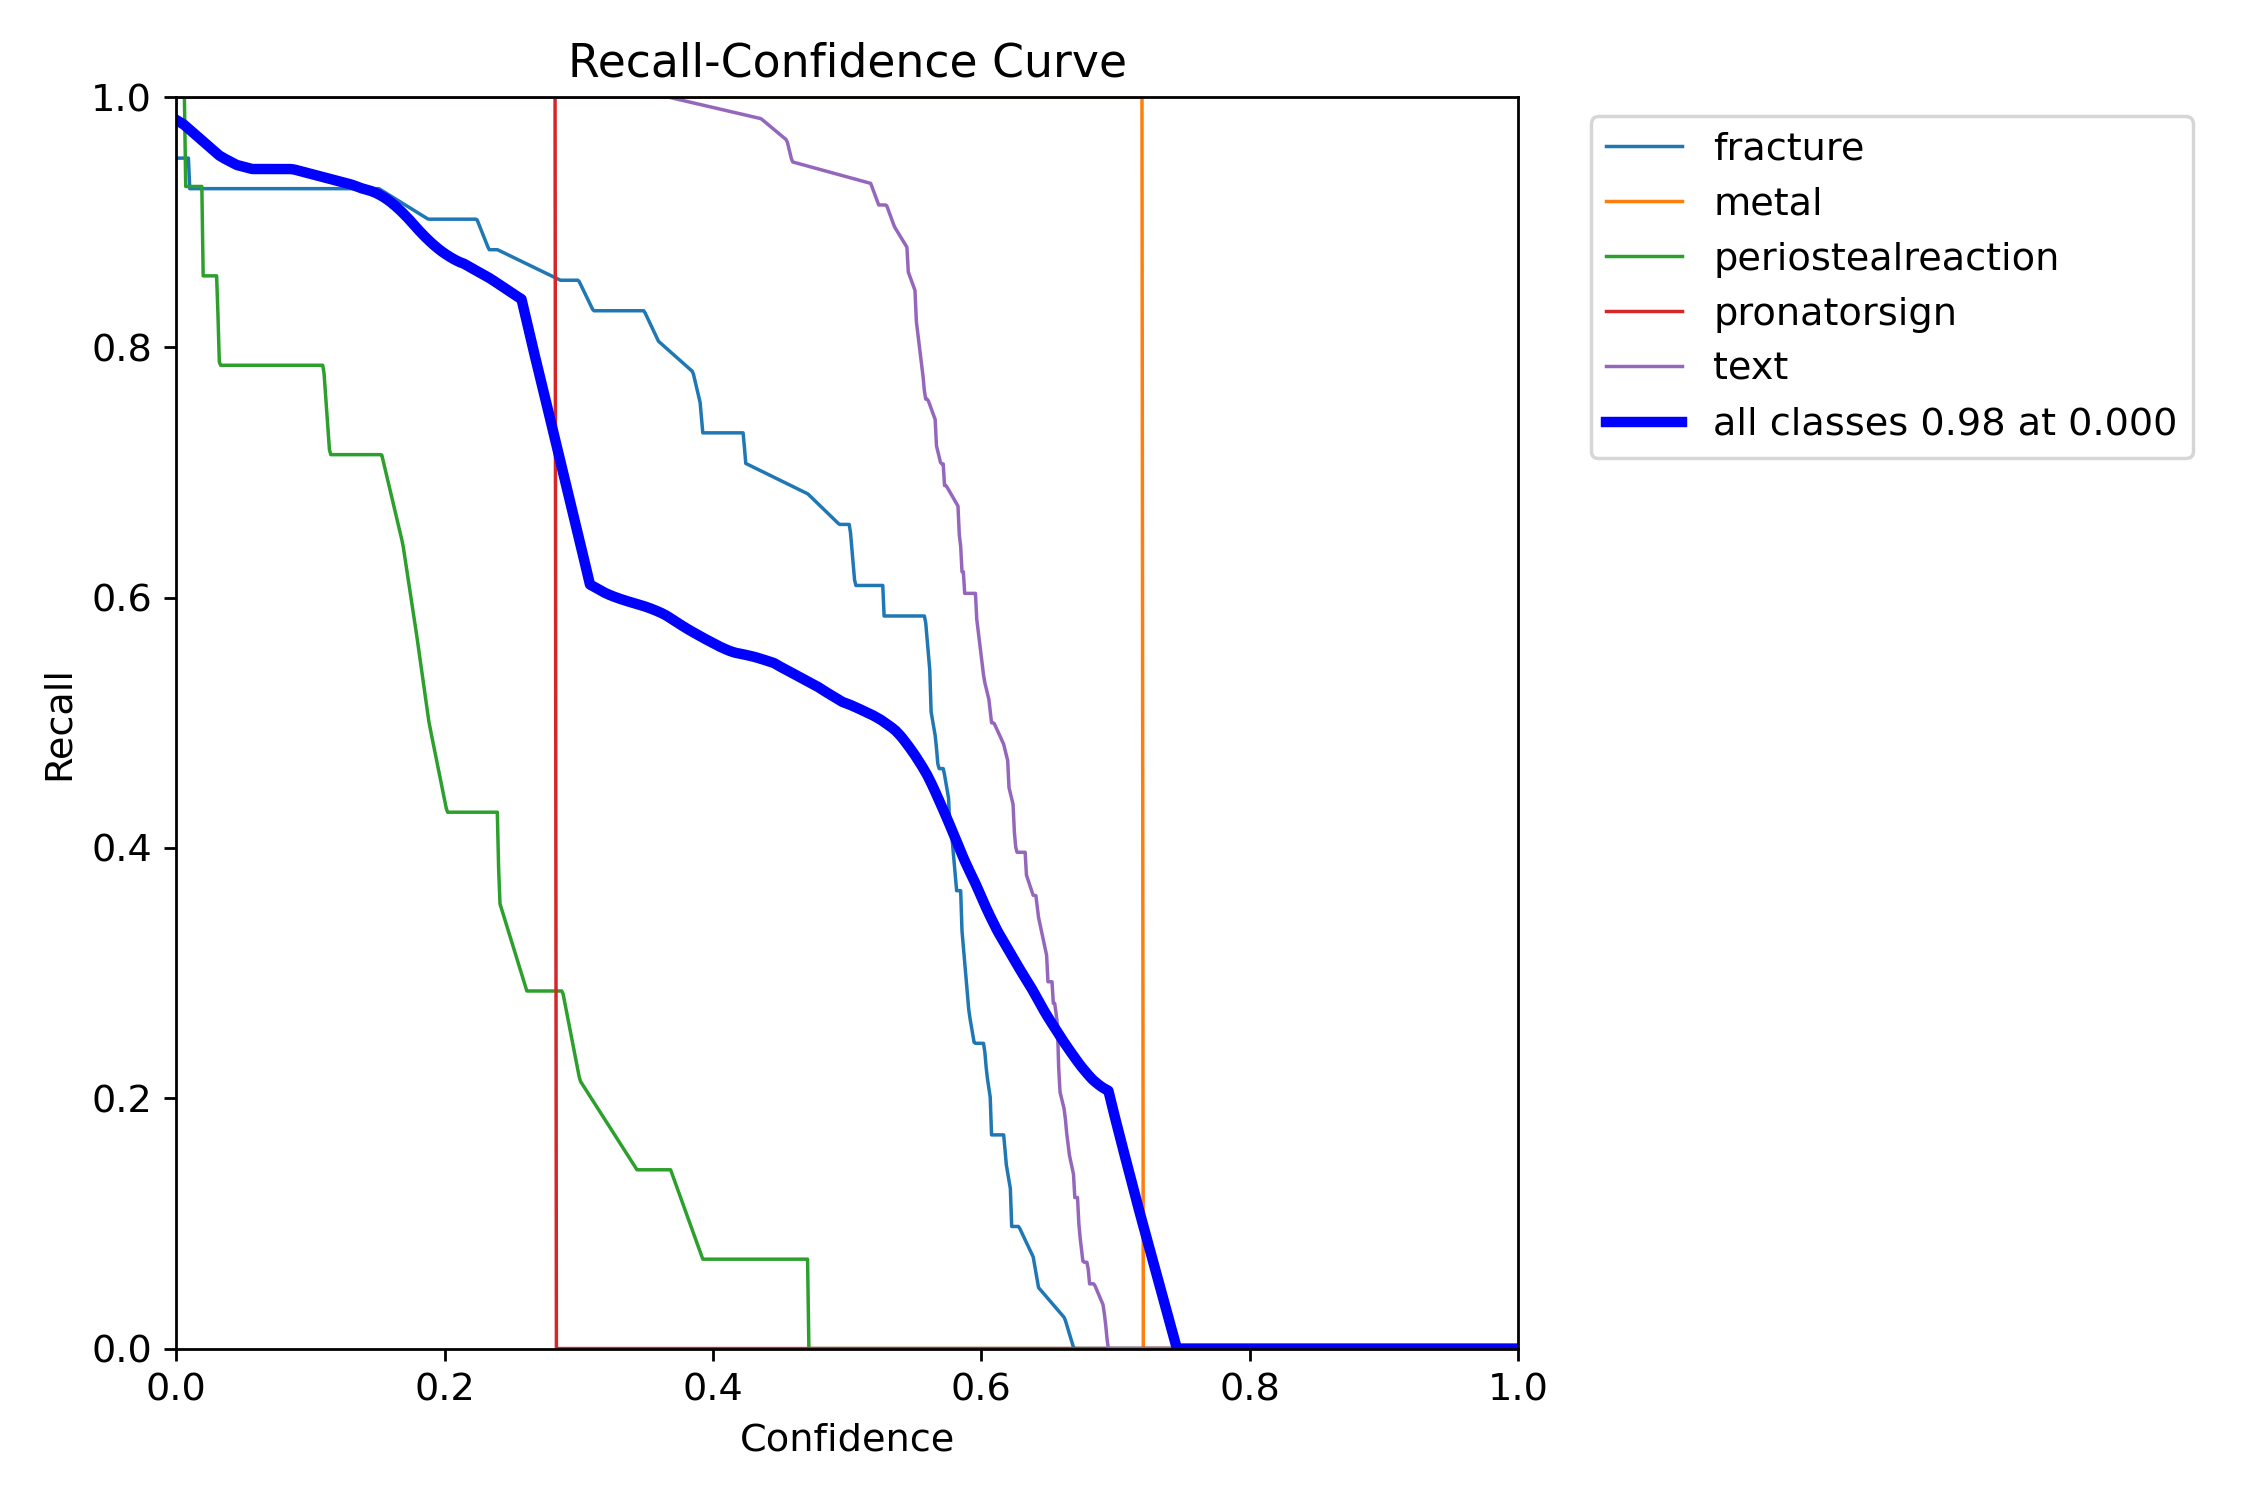 Recall-Confidence Curve
1.0
0.8
0.6
0.4
0.2
0.0
Recall
0.0 0.2 0.4 0.6 0.8 1.0
Confidence
fracture
metal
periostealreaction
pronatorsign
text
all classes 0.98 at 0.000